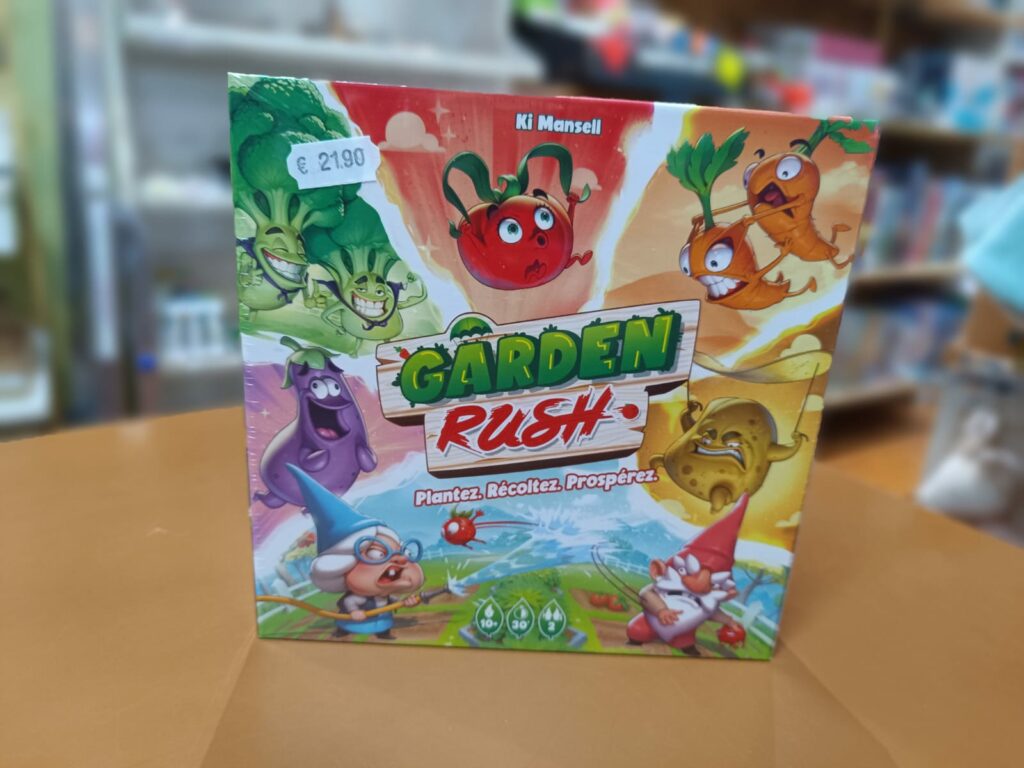 Ki Mansell
€ 21.90
GARDEN
RUSH
Plantez. Récoltez. Prospérez.
10+ 30' 2